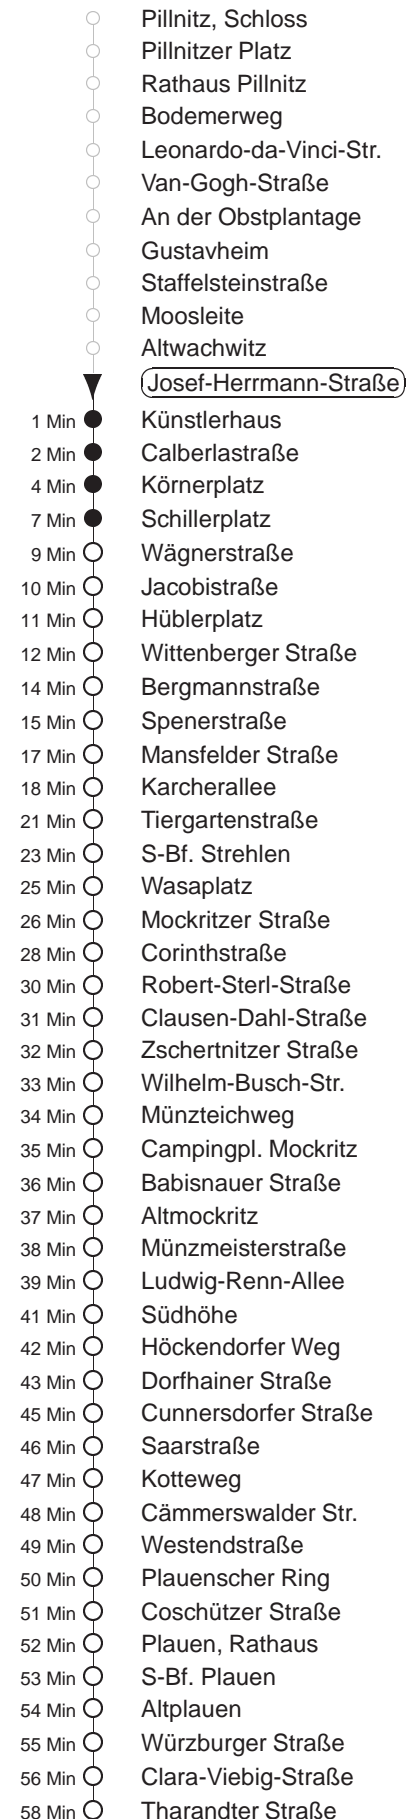 Pillnitz, Schloss
Pillnitzer Platz
Rathaus Pillnitz
Bodemerweg
Leonardo-da-Vinci-Str.
Van-Gogh-Straße
An der Obstplantage
Gustavheim
Staffelsteinstraße
Moosleite
Altwachwitz
Josef-Herrmann-Straße
1 Min Künstlerhaus
2 Min Calberlastraße
4 Min Körnerplatz
7 Min Schillerplatz
9 Min Wägnerstraße
10 Min Jacobistraße
11 Min Hüblerplatz
12 Min Wittenberger Straße
14 Min Bergmannstraße
15 Min Spenerstraße
17 Min Mansfelder Straße
18 Min Karcherallee
21 Min Tiergartenstraße
23 Min S-Bf. Strehlen
25 Min Wasaplatz
26 Min Mockritzer Straße
28 Min Corinthstraße
30 Min Robert-Sterl-Straße
31 Min Clausen-Dahl-Straße
32 Min Zschertnitzer Straße
33 Min Wilhelm-Busch-Str.
34 Min Münzteichweg
35 Min Campingpl. Mockritz
36 Min Babisnauer Straße
37 Min Altmockritz
38 Min Münzmeisterstraße
39 Min Ludwig-Renn-Allee
41 Min Südhöhe
42 Min Höckendorfer Weg
43 Min Dorfhainer Straße
45 Min Cunnersdorfer Straße
46 Min Saarstraße
47 Min Kotteweg
48 Min Cämmerswalder Str.
49 Min Westendstraße
50 Min Plauenscher Ring
51 Min Coschützer Straße
52 Min Plauen, Rathaus
53 Min S-Bf. Plauen
54 Min Altplauen
55 Min Würzburger Straße
56 Min Clara-Viebig-Straße
58 Min Tharandter Straße